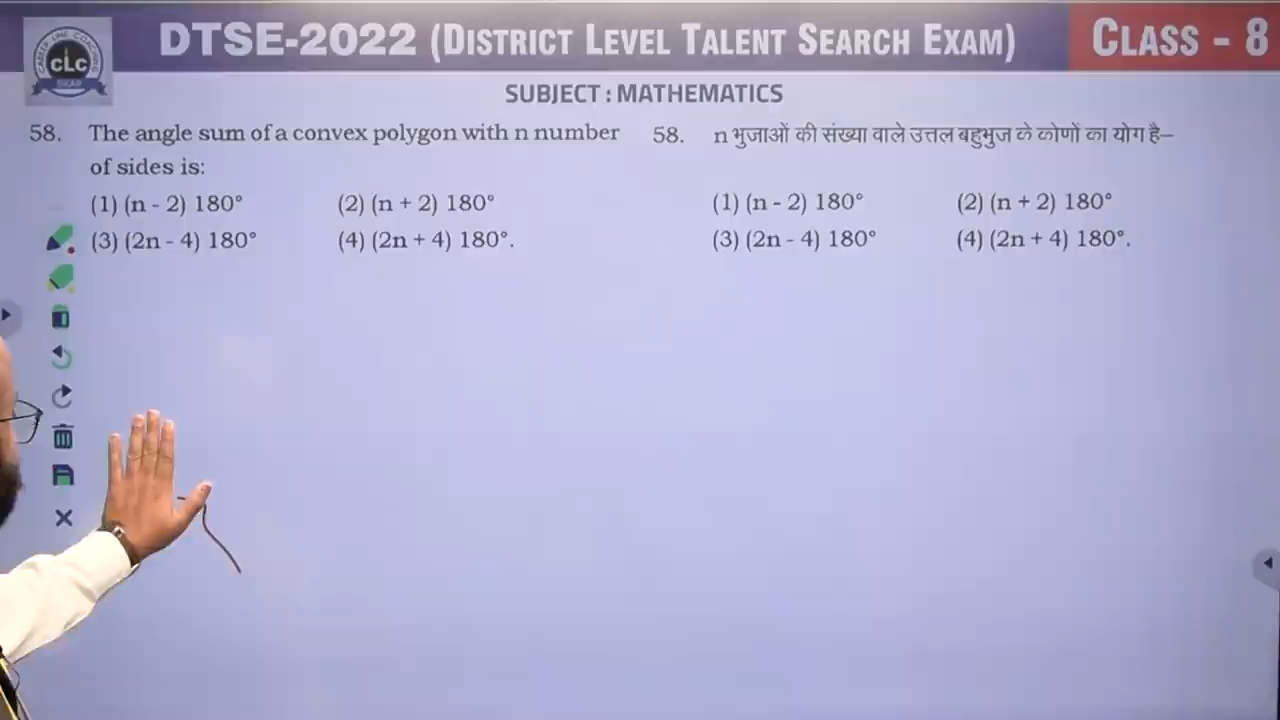 DTSE-2022 (DISTRICT LEVEL TALENT SEARCH EXAM)
CLASS - 8
cLc
SUBJECT : MATHEMATICS
58. The angle sum of a convex polygon with n number
of sides is:
(1) (n - 2) 180° (2) (n + 2) 180°
(3) (2n - 4) 180° (4) (2n + 4) 180°.
58. n भुजाओं की संख्या वाले उत्तल बहुभुज के कोणों का योग है–
(1) (n - 2) 180° (2) (n + 2) 180°
(3) (2n - 4) 180° (4) (2n + 4) 180°.